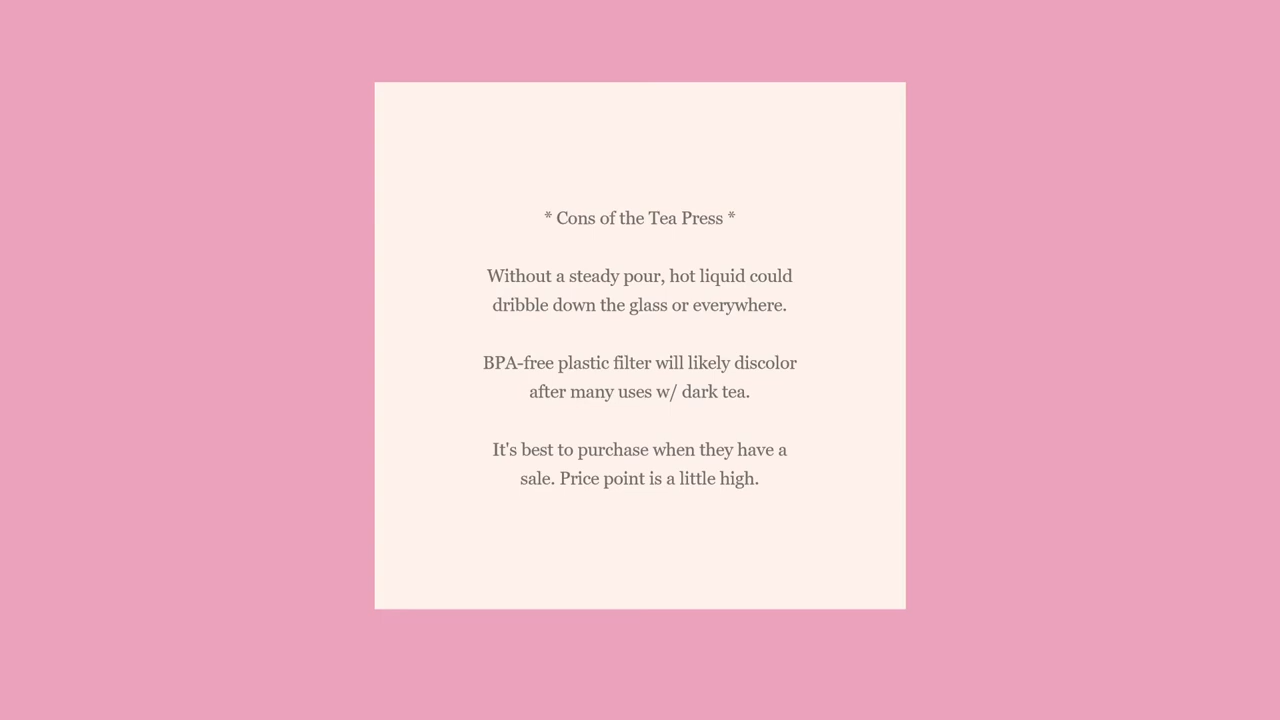 * Cons of the Tea Press *
Without a steady pour, hot liquid could
dribble down the glass or everywhere.
BPA-free plastic filter will likely discolor
after many uses w/ dark tea.
It's best to purchase when they have a
sale. Price point is a little high.